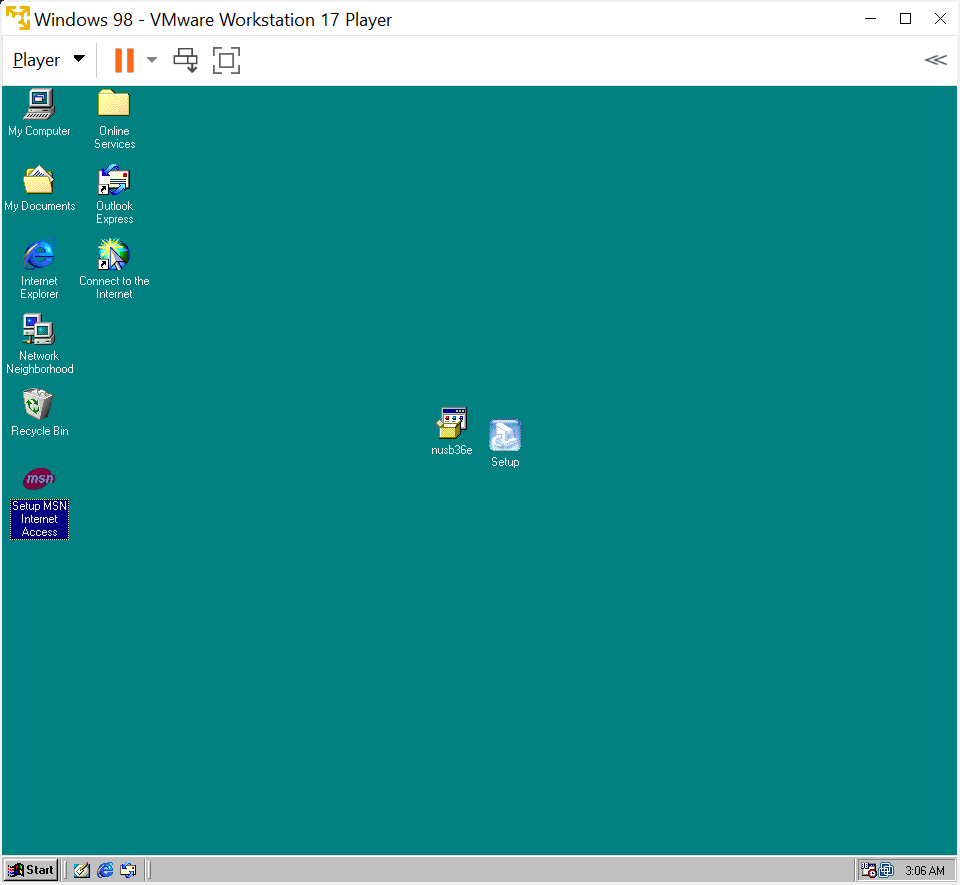 Windows 98 - VMware Workstation 17 Player
Player
My Computer
Online
Services
My Documents
Outlook
Express
Internet
Explorer
Connect to the
Internet
Network
Neighborhood
Recycle Bin
nusb36e
Setup
msn
Setup MSN
Internet
Access
Start
3:06 AM